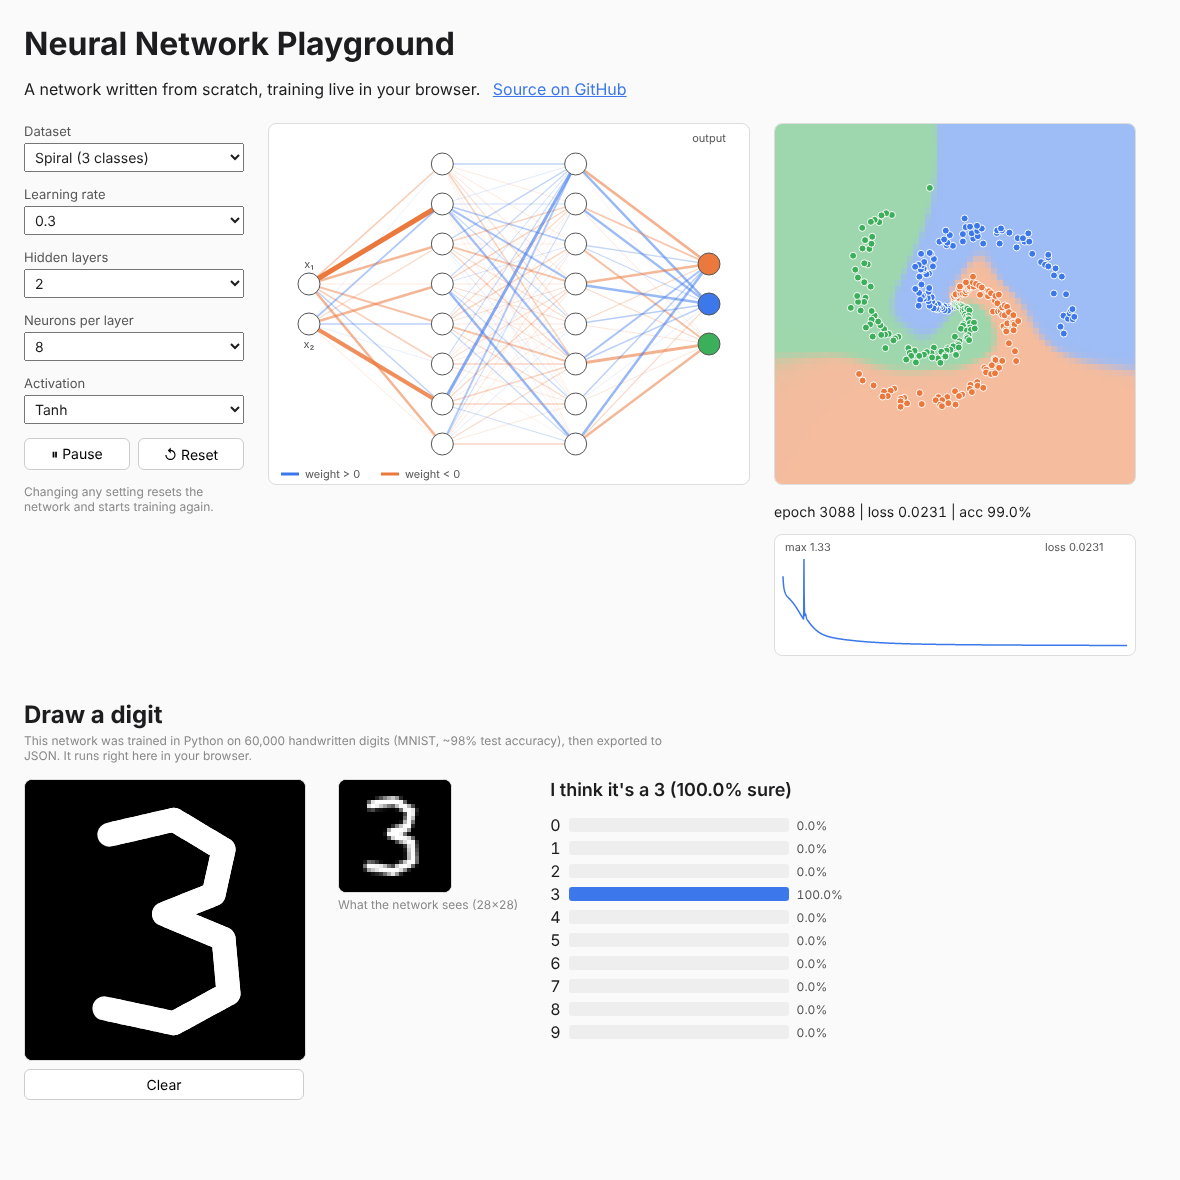 Neural Network Playground
A network written from scratch, training live in your browser. Source on GitHub
Dataset
Spiral (3 classes)
Learning rate
0.3
Hidden layers
2
Neurons per layer
8
Activation
Tanh
Pause
Reset
Changing any setting resets the
network and starts training again.
output
x₁
x₂
weight > 0
weight < 0
epoch 3088 | loss 0.0231 | acc 99.0%
max 1.33
loss 0.0231
Draw a digit
This network was trained in Python on 60,000 handwritten digits (MNIST, ~98% test accuracy), then exported to
JSON. It runs right here in your browser.
3
Clear
3
What the network sees (28×28)
I think it's a 3 (100.0% sure)
0 0.0%
1 0.0%
2 0.0%
3 100.0%
4 0.0%
5 0.0%
6 0.0%
7 0.0%
8 0.0%
9 0.0%